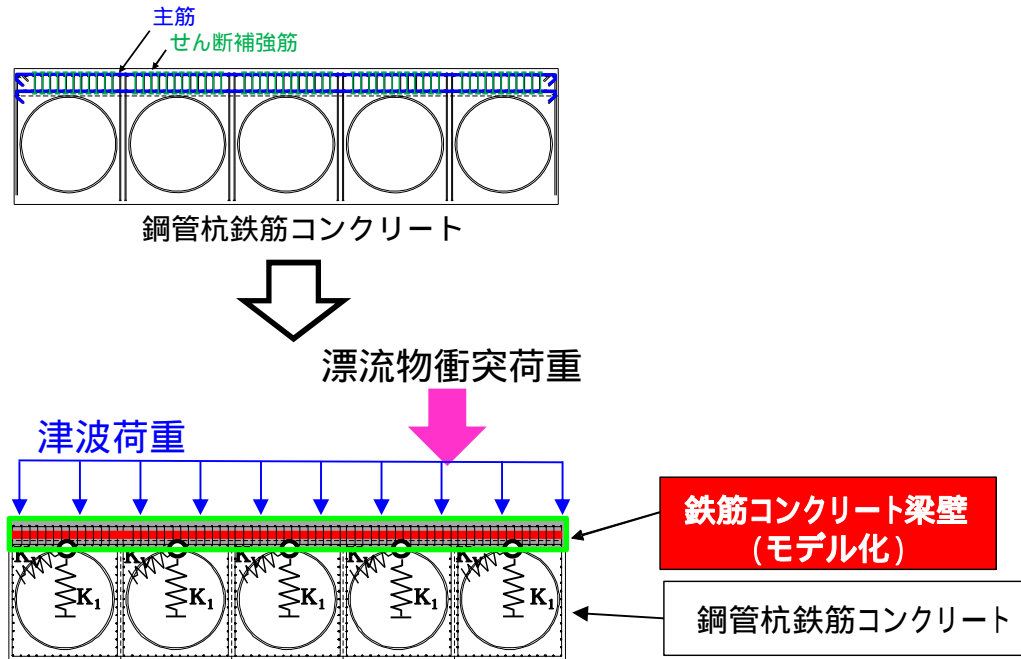 主筋
せん断補強筋
鋼管杭鉄筋コンクリート
漂流物衝突荷重
津波荷重
鉄筋コンクリート梁壁
(モデル化)
K₁ K₁ K₁ K₁ K₁
鋼管杭鉄筋コンクリート